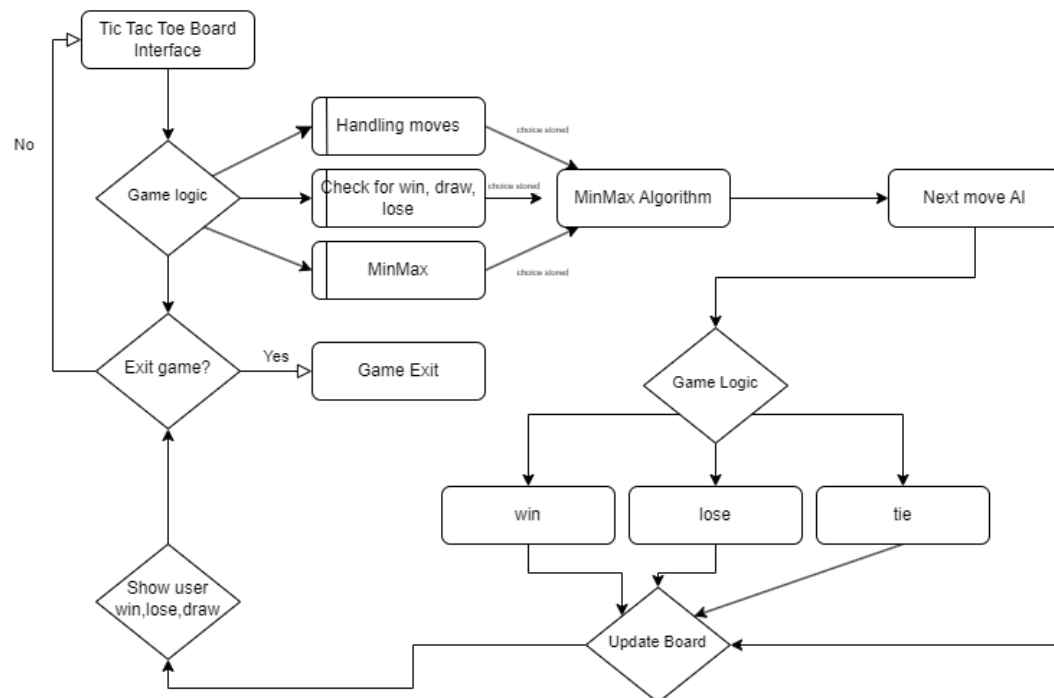 Tic Tac Toe Board
Interface
No
Handling moves
choice stored
Game logic
Check for win, draw,
lose
choice stored
MinMax Algorithm
Next move AI
MinMax
choice stored
Exit game?
Yes
Game Exit
Game Logic
win
lose
tie
Show user
win,lose,draw
Update Board